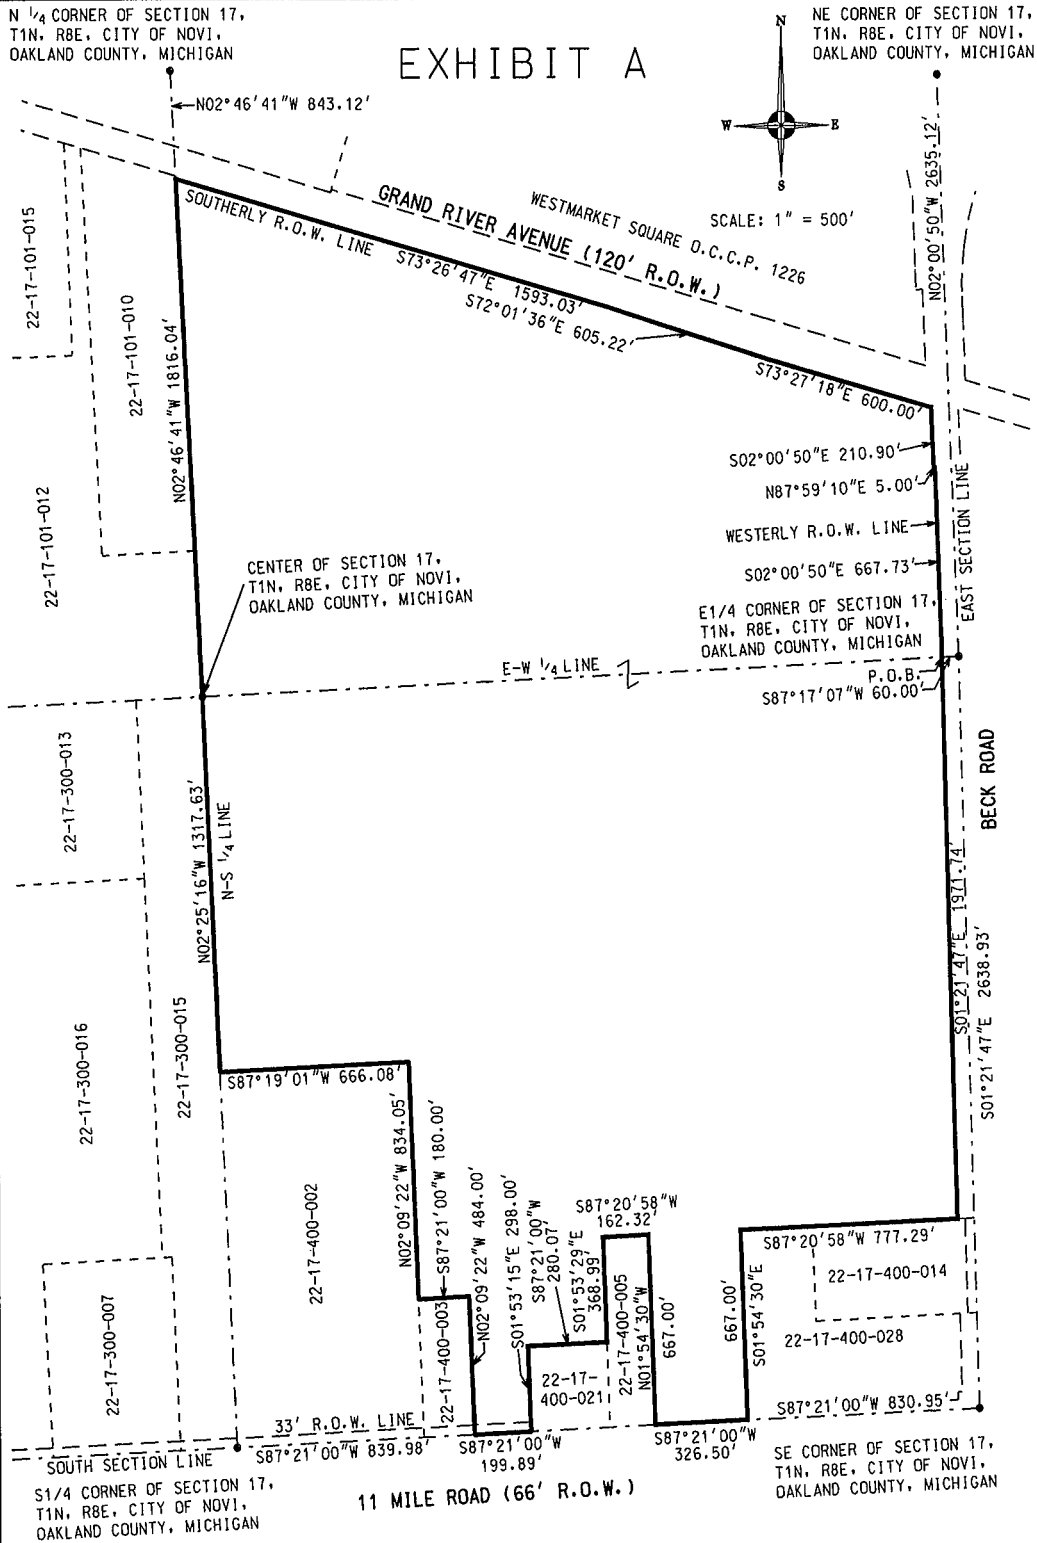 N 1/4 CORNER OF SECTION 17,
T1N, R8E, CITY OF NOVI,
OAKLAND COUNTY, MICHIGAN
EXHIBIT A
NE CORNER OF SECTION 17,
T1N, R8E, CITY OF NOVI,
OAKLAND COUNTY, MICHIGAN
N
W
E
S
SCALE: 1" = 500'
N02°46'41"W 843.12'
N02°00'50"W 2635.12'
GRAND RIVER AVENUE (120' R.O.W.)
WESTMARKET SQUARE O.C.C.P. 1226
SOUTHERLY R.O.W. LINE
S73°26'47"E 1593.03'
S72°01'36"E 605.22'
S73°27'18"E 600.00'
22-17-101-015
22-17-101-010
N02°46'41"W 1816.04'
22-17-101-012
S02°00'50"E 210.90'
N87°59'10"E 5.00'
WESTERLY R.O.W. LINE
S02°00'50"E 667.73'
EAST SECTION LINE
CENTER OF SECTION 17,
T1N, R8E, CITY OF NOVI,
OAKLAND COUNTY, MICHIGAN
E1/4 CORNER OF SECTION 17,
T1N, R8E, CITY OF NOVI,
OAKLAND COUNTY, MICHIGAN
E-W 1/4 LINE
P.O.B.
S87°17'07"W 60.00'
22-17-300-013
N02°25'16"W 1317.63'
N-S 1/4 LINE
BECK ROAD
S01°21'47"E 1971.74'
S01°21'47"E 2638.93'
22-17-300-016
22-17-300-015
S87°19'01"W 666.08'
N02°09'22"W 834.05'
S87°21'00"W 180.00'
N02°09'22"W 484.00'
S01°53'15"E 298.00'
S87°21'00"W
280.07'
S01°53'29"E
368.99'
S87°20'58"W
162.32'
N01°54'30"W
667.00'
667.00'
S01°54'30"E
S87°20'58"W 777.29'
22-17-400-014
22-17-400-028
22-17-400-002
22-17-300-007
22-17-400-003
22-17-
400-021
22-17-400-005
S87°21'00"W 830.95'
33' R.O.W. LINE
SOUTH SECTION LINE
S87°21'00"W 839.98'
S87°21'00"W
199.89'
S87°21'00"W
326.50'
S1/4 CORNER OF SECTION 17,
T1N, R8E, CITY OF NOVI,
OAKLAND COUNTY, MICHIGAN
11 MILE ROAD (66' R.O.W.)
SE CORNER OF SECTION 17,
T1N, R8E, CITY OF NOVI,
OAKLAND COUNTY, MICHIGAN